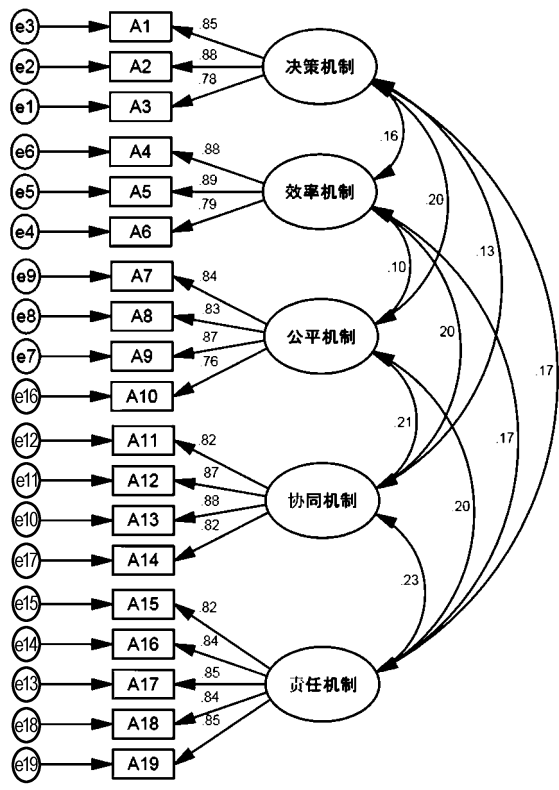 e3 A1 .85
e2 A2 .88 决策机制
e1 A3 .78
.16
e6 A4 .88
e5 A5 .89 效率机制
e4 A6 .79
.20
.13
.10
e9 A7 .84
e8 A8 .83
e7 A9 .87 公平机制
e16 A10 .76
20
.17
.21
.17
e12 A11 .82
e11 A12 .87 协同机制
e10 A13 .88
e17 A14 .82
.20
.23
e15 A15 .82
e14 A16 .84
e13 A17 .85 责任机制
e18 A18 .84
e19 A19 .85